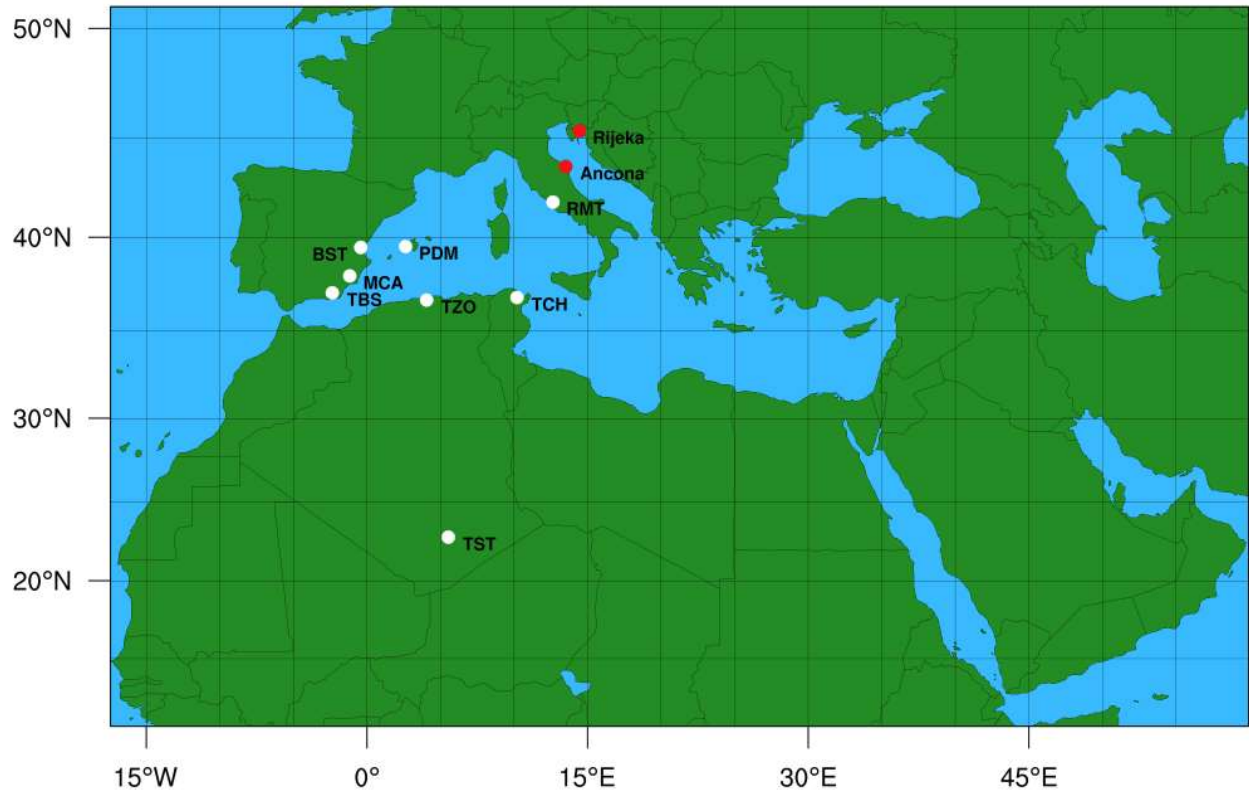 50°N
Rijeka
Ancona
RMT
40°N
BST
PDM
MCA
TBS
TZO
TCH
30°N
TST
20°N
15°W
0°
15°E
30°E
45°E